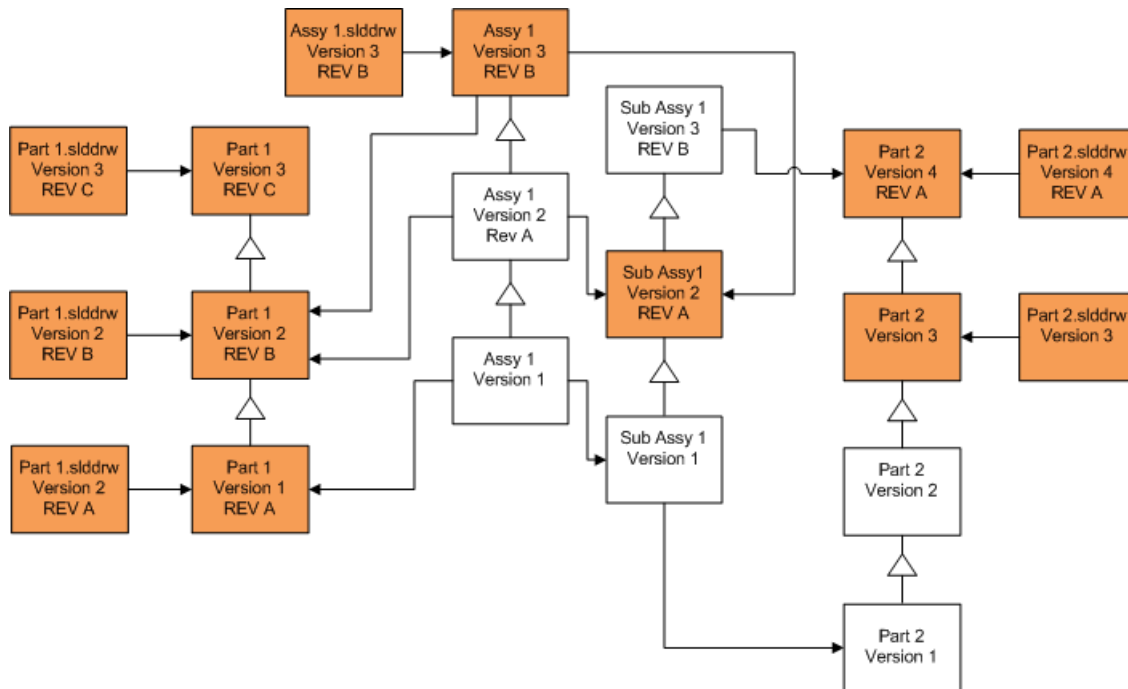 Assy 1.slddrw
Version 3
REV B
Assy 1
Version 3
REV B
Sub Assy 1
Version 3
REV B
Part 1.slddrw
Version 3
REV C
Part 1
Version 3
REV C
Part 2
Version 4
REV A
Part 2.slddrw
Version 4
REV A
Assy 1
Version 2
Rev A
Sub Assy1
Version 2
REV A
Part 1.slddrw
Version 2
REV B
Part 1
Version 2
REV B
Part 2
Version 3
Part 2.slddrw
Version 3
Assy 1
Version 1
Sub Assy 1
Version 1
Part 1.slddrw
Version 2
REV A
Part 1
Version 1
REV A
Part 2
Version 2
Part 2
Version 1